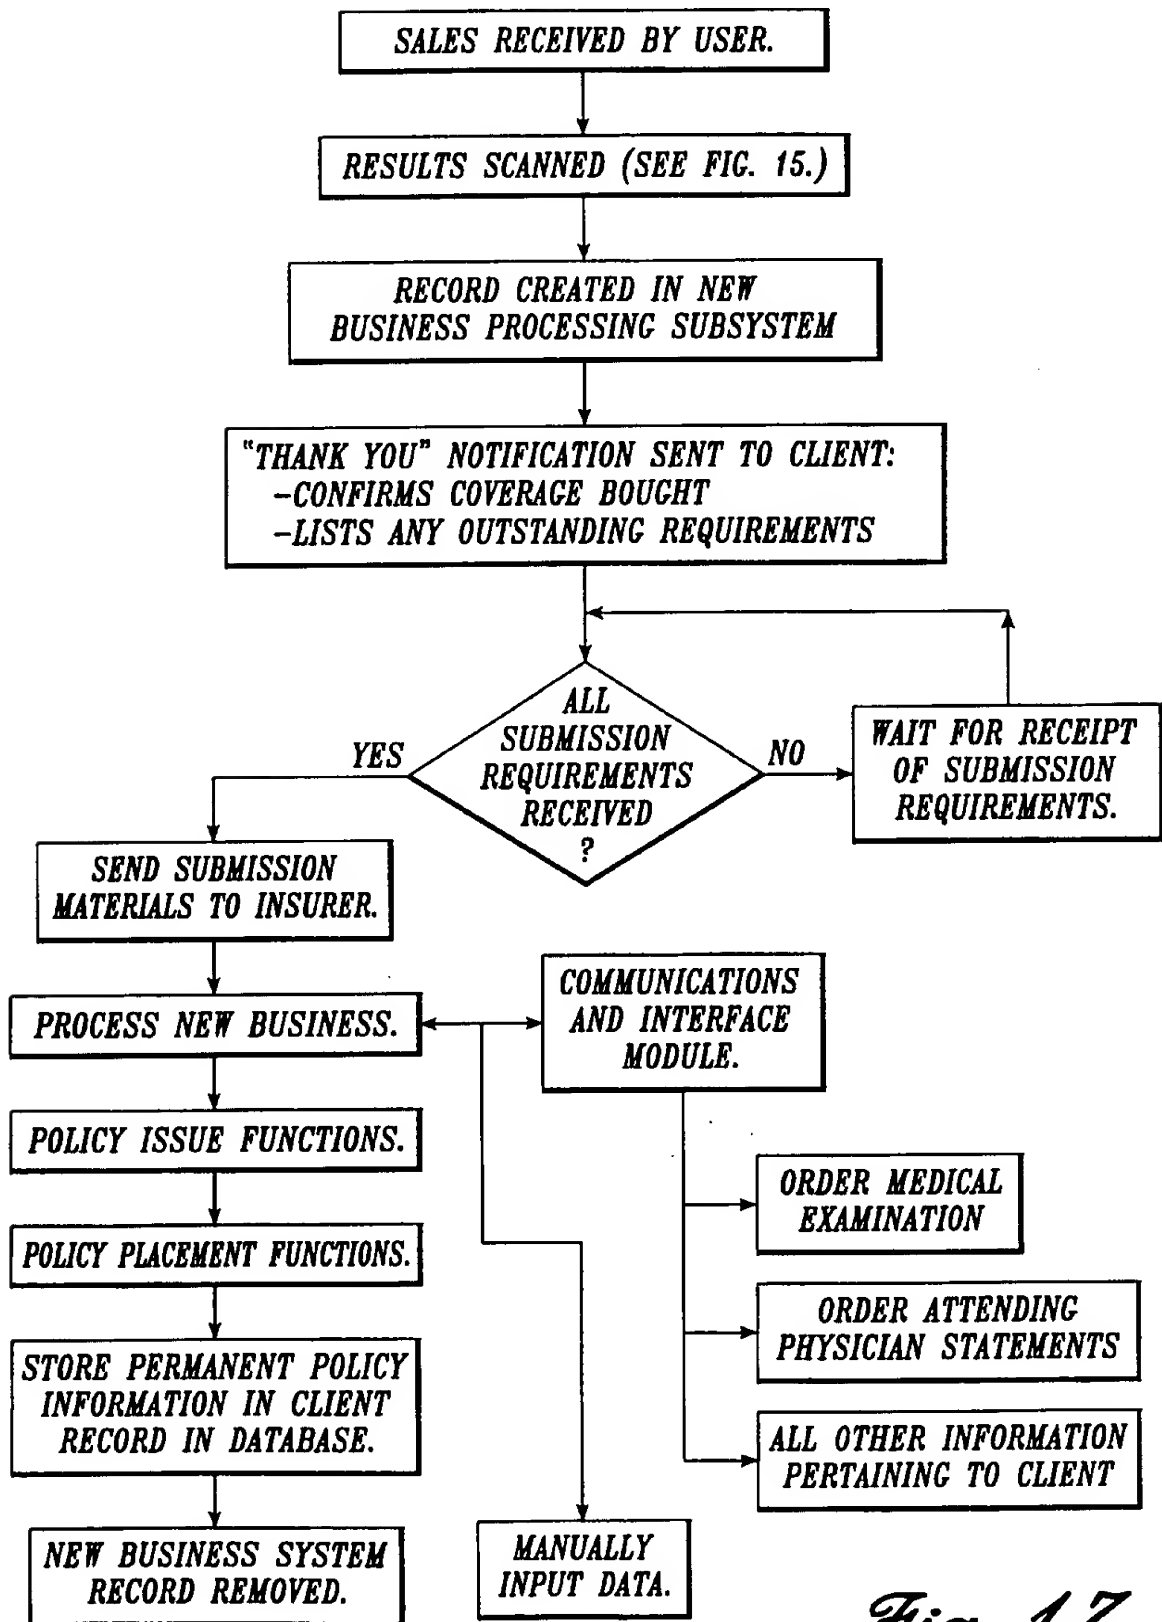 SALES RECEIVED BY USER.
RESULTS SCANNED (SEE FIG. 15.)
RECORD CREATED IN NEW
BUSINESS PROCESSING SUBSYSTEM
"THANK YOU" NOTIFICATION SENT TO CLIENT:
-CONFIRMS COVERAGE BOUGHT
-LISTS ANY OUTSTANDING REQUIREMENTS
ALL
SUBMISSION
REQUIREMENTS
RECEIVED
?
YES
NO
WAIT FOR RECEIPT
OF SUBMISSION
REQUIREMENTS.
SEND SUBMISSION
MATERIALS TO INSURER.
PROCESS NEW BUSINESS.
COMMUNICATIONS
AND INTERFACE
MODULE.
POLICY ISSUE FUNCTIONS.
POLICY PLACEMENT FUNCTIONS.
STORE PERMANENT POLICY
INFORMATION IN CLIENT
RECORD IN DATABASE.
NEW BUSINESS SYSTEM
RECORD REMOVED.
ORDER MEDICAL
EXAMINATION
ORDER ATTENDING
PHYSICIAN STATEMENTS
ALL OTHER INFORMATION
PERTAINING TO CLIENT
MANUALLY
INPUT DATA.
Fig. 17